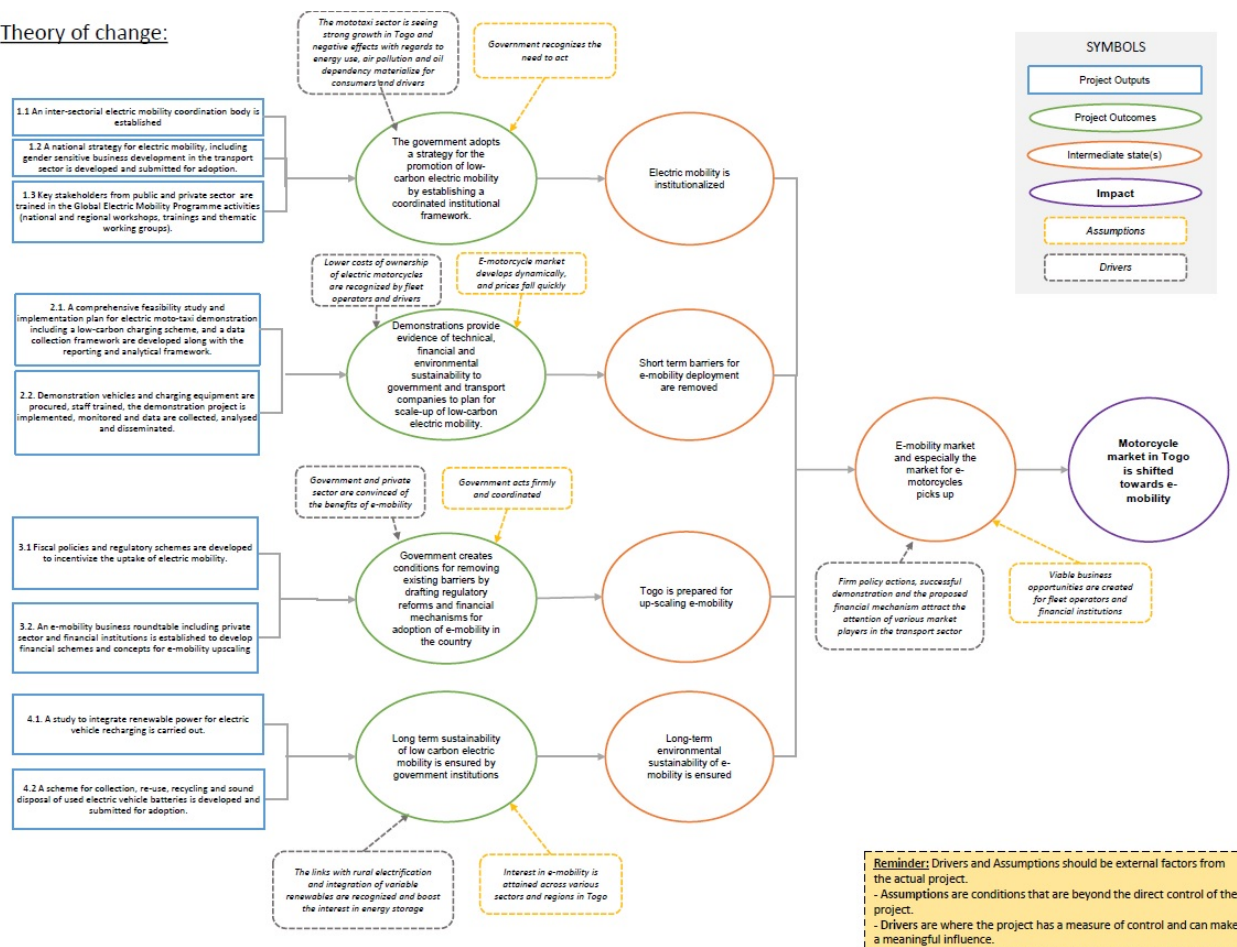 Theory of change:
The mototaxi sector is seeing
strong growth in Togo and
negative effects with regards to
energy use, air pollution and oil
dependency materialize for
consumers and drivers
Government recognizes the
need to act
SYMBOLS
Project Outputs
Project Outcomes
Intermediate state(s)
Impact
Assumptions
Drivers
1.1 An inter-sectorial electric mobility coordination body is
established
1.2 A national strategy for electric mobility, including
gender sensitive business development in the transport
sector is developed and submitted for adoption.
1.3 Key stakeholders from public and private sector are
trained in the Global Electric Mobility Programme activities
(national and regional workshops, trainings and thematic
working groups).
The government adopts
a strategy for the
promotion of low-
carbon electric mobility
by establishing a
coordinated institutional
framework.
Electric mobility is
institutionalized
Lower costs of ownership
of electric motorcycles
are recognized by fleet
operators and drivers
E-motorcycle market
develops dynamically,
and prices fall quickly
2.1. A comprehensive feasibility study and
implementation plan for electric moto-taxi demonstration
including a low-carbon charging scheme, and a data
collection framework are developed along with the
reporting and analytical framework.
2.2. Demonstration vehicles and charging equipment are
procured, staff trained, the demonstration project is
implemented, monitored and data are collected, analysed
and disseminated.
Demonstrations provide
evidence of technical,
financial and
environmental
sustainability to
government and transport
companies to plan for
scale-up of low-carbon
electric mobility.
Short term barriers for
e-mobility deployment
are removed
E-mobility market
and especially the
market for e-
motorcycles
picks up
Motorcycle
market in Togo
is shifted
towards e-
mobility
Government and private
sector are convinced of
the benefits of e-mobility
Government acts firmly
and coordinated
3.1 Fiscal policies and regulatory schemes are developed
to incentivize the uptake of electric mobility.
3.2. An e-mobility business roundtable including private
sector and financial institutions is established to develop
financial schemes and concepts for e-mobility upscaling
Government creates
conditions for removing
existing barriers by
drafting regulatory
reforms and financial
mechanisms for
adoption of e-mobility in
the country
Togo is prepared for
up-scaling e-mobility
Firm policy actions, successful
demonstration and the proposed
financial mechanism attract the
attention of various market
players in the transport sector
Viable business
opportunities are created
for fleet operators and
financial institutions
4.1. A study to integrate renewable power for electric
vehicle recharging is carried out.
4.2 A scheme for collection, re-use, recycling and sound
disposal of used electric vehicle batteries is developed and
submitted for adoption.
Long term sustainability
of low carbon electric
mobility is ensured by
government institutions
Long-term
environmental
sustainability of e-
mobility is ensured
The links with rural electrification
and integration of variable
renewables are recognized and boost
the interest in energy storage
Interest in e-mobility is
attained across various
sectors and regions in Togo
Reminder: Drivers and Assumptions should be external factors from
the actual project.
- Assumptions are conditions that are beyond the direct control of the
project.
- Drivers are where the project has a measure of control and can make
a meaningful influence.